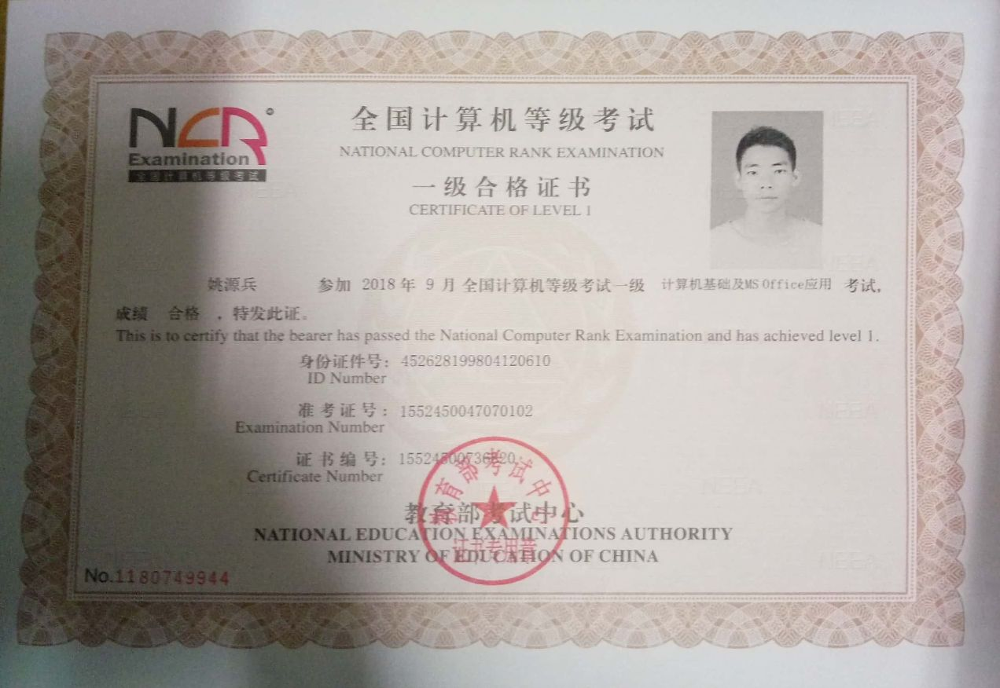 NCR
Examination
全国计算机等级考试
全国计算机等级考试
NATIONAL COMPUTER RANK EXAMINATION
一级合格证书
CERTIFICATE OF LEVEL 1
姚源兵 参加 2018 年 9 月 全国计算机等级考试一级 计算机基础及MS Office应用 考试,
成绩 合格 ，特发此证。
This is to certify that the bearer has passed the National Computer Rank Examination and has achieved level 1.
身份证件号: 452628199804120610
ID Number
准考证号: 1552450047070102
Examination Number
证书编号: 15524500736820
Certificate Number
教育部考试中心
NATIONAL EDUCATION EXAMINATIONS AUTHORITY
MINISTRY OF EDUCATION OF CHINA
教育部考试中心
证书专用章
No.1180749944